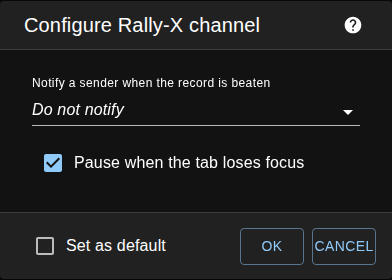 Configure Rally-X channel
Notify a sender when the record is beaten
Do not notify
Pause when the tab loses focus
Set as default
OK
CANCEL